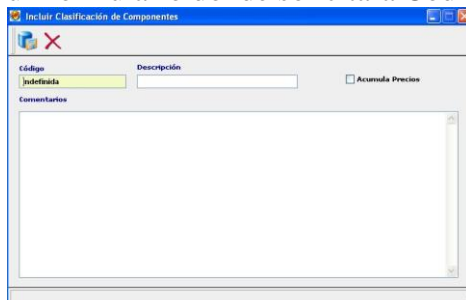 Incluir Clasificación de Componentes
Código
Descripción
Indefinida
Acumula Precios
Comentarios